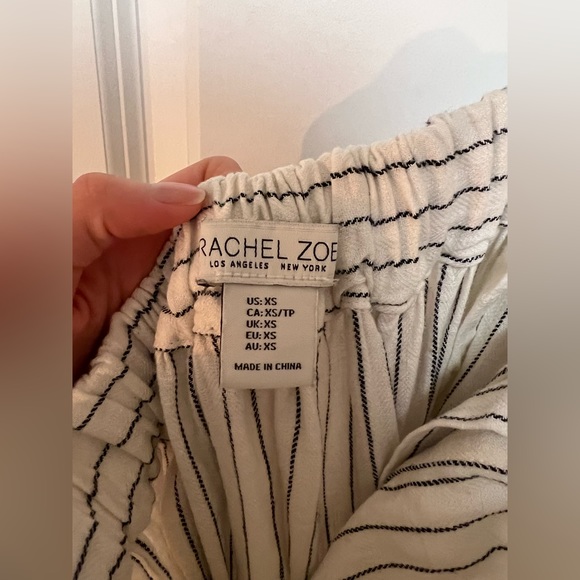 RACHEL ZOE
LOS ANGELES NEW YORK
US: XS
CA: XS/TP
UK: XS
EU: XS
AU: XS
MADE IN CHINA